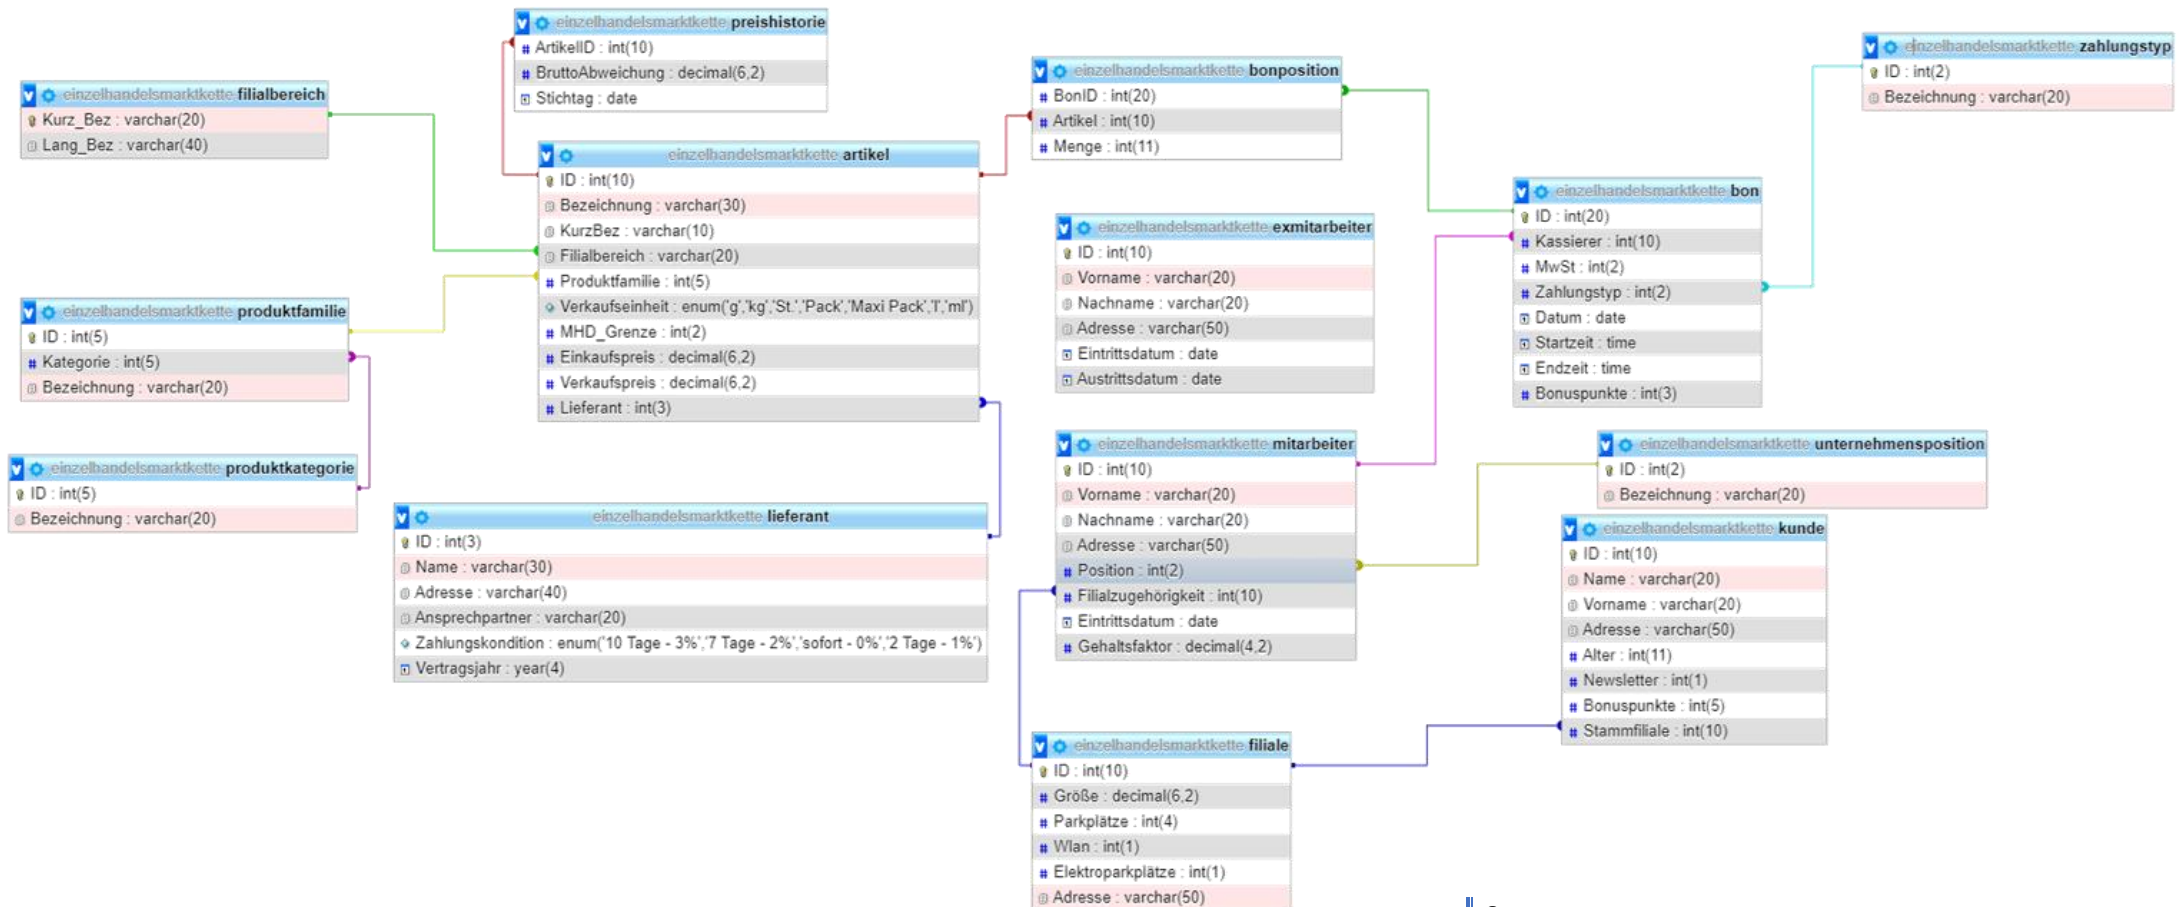 einzelhandelsmarktkette preishistorie
ArtikelID : int(10)
BruttoAbweichung : decimal(6,2)
Stichtag : date
einzelhandelsmarktkette filialbereich
Kurz_Bez : varchar(20)
Lang_Bez : varchar(40)
einzelhandelsmarktkette artikel
ID : int(10)
Bezeichnung : varchar(30)
KurzBez : varchar(10)
Filialbereich : varchar(20)
Produktfamilie : int(5)
Verkaufseinheit : enum('g','kg','St.','Pack','Maxi Pack','l','ml')
MHD_Grenze : int(2)
Einkaufspreis : decimal(6,2)
Verkaufspreis : decimal(6,2)
Lieferant : int(3)
einzelhandelsmarktkette produktfamilie
ID : int(5)
Kategorie : int(5)
Bezeichnung : varchar(20)
einzelhandelsmarktkette produktkategorie
ID : int(5)
Bezeichnung : varchar(20)
einzelhandelsmarktkette lieferant
ID : int(3)
Name : varchar(30)
Adresse : varchar(40)
Ansprechpartner : varchar(20)
Zahlungskondition : enum('10 Tage - 3%','7 Tage - 2%','sofort - 0%','2 Tage - 1%')
Vertragsjahr : year(4)
einzelhandelsmarktkette bonposition
BonID : int(20)
Artikel : int(10)
Menge : int(11)
einzelhandelsmarktkette exmitarbeiter
ID : int(10)
Vorname : varchar(20)
Nachname : varchar(20)
Adresse : varchar(50)
Eintrittsdatum : date
Austrittsdatum : date
einzelhandelsmarktkette mitarbeiter
ID : int(10)
Vorname : varchar(20)
Nachname : varchar(20)
Adresse : varchar(50)
Position : int(2)
Filialzugehörigkeit : int(10)
Eintrittsdatum : date
Gehaltsfaktor : decimal(4,2)
einzelhandelsmarktkette filiale
ID : int(10)
Größe : decimal(6,2)
Parkplätze : int(4)
Wlan : int(1)
Elektroparkplätze : int(1)
Adresse : varchar(50)
einzelhandelsmarktkette zahlungstyp
ID : int(2)
Bezeichnung : varchar(20)
einzelhandelsmarktkette bon
ID : int(20)
Kassierer : int(10)
MwSt : int(2)
Zahlungstyp : int(2)
Datum : date
Startzeit : time
Endzeit : time
Bonuspunkte : int(3)
einzelhandelsmarktkette unternehmensposition
ID : int(2)
Bezeichnung : varchar(20)
einzelhandelsmarktkette kunde
ID : int(10)
Name : varchar(20)
Vorname : varchar(20)
Adresse : varchar(50)
Alter : int(11)
Newsletter : int(1)
Bonuspunkte : int(5)
Stammfiliale : int(10)